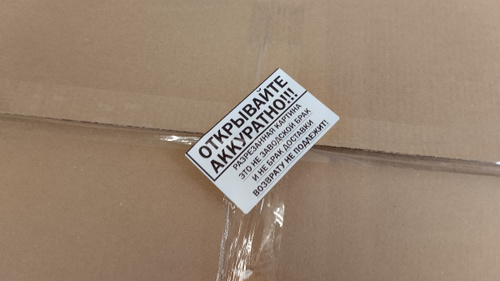 ОТКРЫВАЙТЕ
АККУРАТНО!!!
РАЗРЕЗАННАЯ КАРТИНА
ЭТО НЕ ЗАВОДСКОЙ БРАК
И НЕ БРАК ДОСТАВКИ
ВОЗВРАТУ НЕ ПОДЛЕЖИТ!